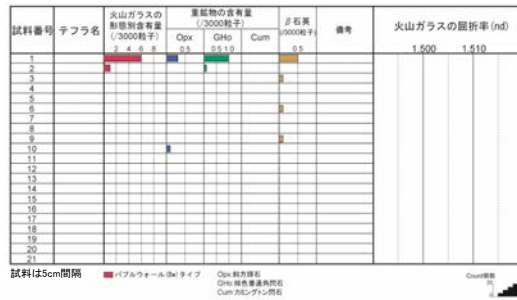 試料番号 テフラ名 火山ガラスの形態別含有量 (/3000粒子) 重鉱物の含有量 (/3000粒子) β石英 (/3000粒子) 備考 火山ガラスの屈折率(nd)
Opx GHo Cum
2 4 6 8 0.5 0.5 1.0 0.5 1.500 1.510
1
2
3
4
5
6
7
8
9
10
11
12
13
14
15
16
17
18
19
20
21
試料は5cm間隔
バブルウォール(Bw)タイプ
Opx:斜方輝石
GHo:緑色普通角閃石
Cum:カミングトン閃石
Count個数